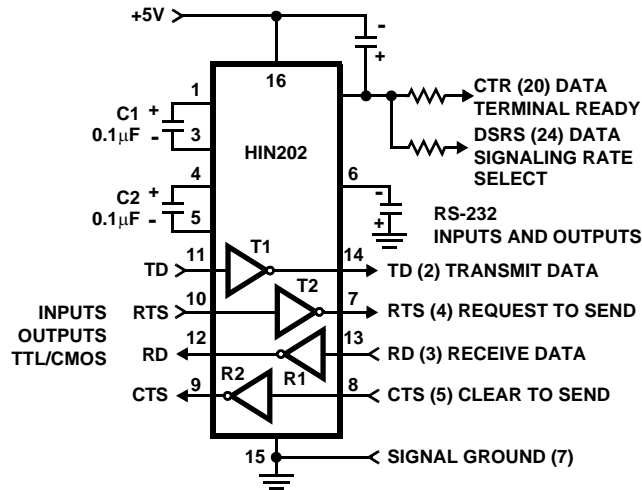 +5V
-
+
16
1
CTR (20) DATA
TERMINAL READY
C1
+
0.1μF
-
3
HIN202
DSRS (24) DATA
SIGNALING RATE
SELECT
4
6
C2
+
0.1μF
-
5
-
+
RS-232
INPUTS AND OUTPUTS
T1
11
14
TD
TD (2) TRANSMIT DATA
T2
10
7
INPUTS
OUTPUTS
TTL/CMOS
RTS
RTS (4) REQUEST TO SEND
12
13
RD
RD (3) RECEIVE DATA
R2
R1
9
8
CTS
CTS (5) CLEAR TO SEND
15
SIGNAL GROUND (7)